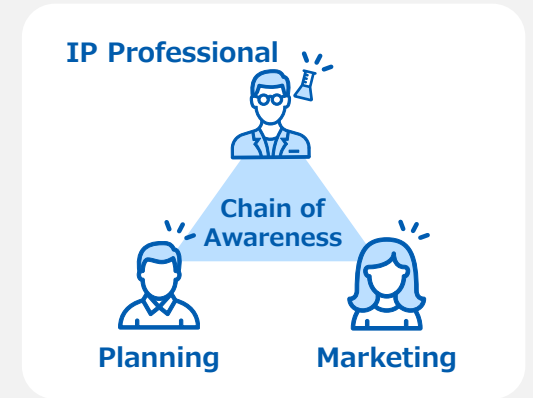 IP Professional
Chain of
Awareness
Planning
Marketing